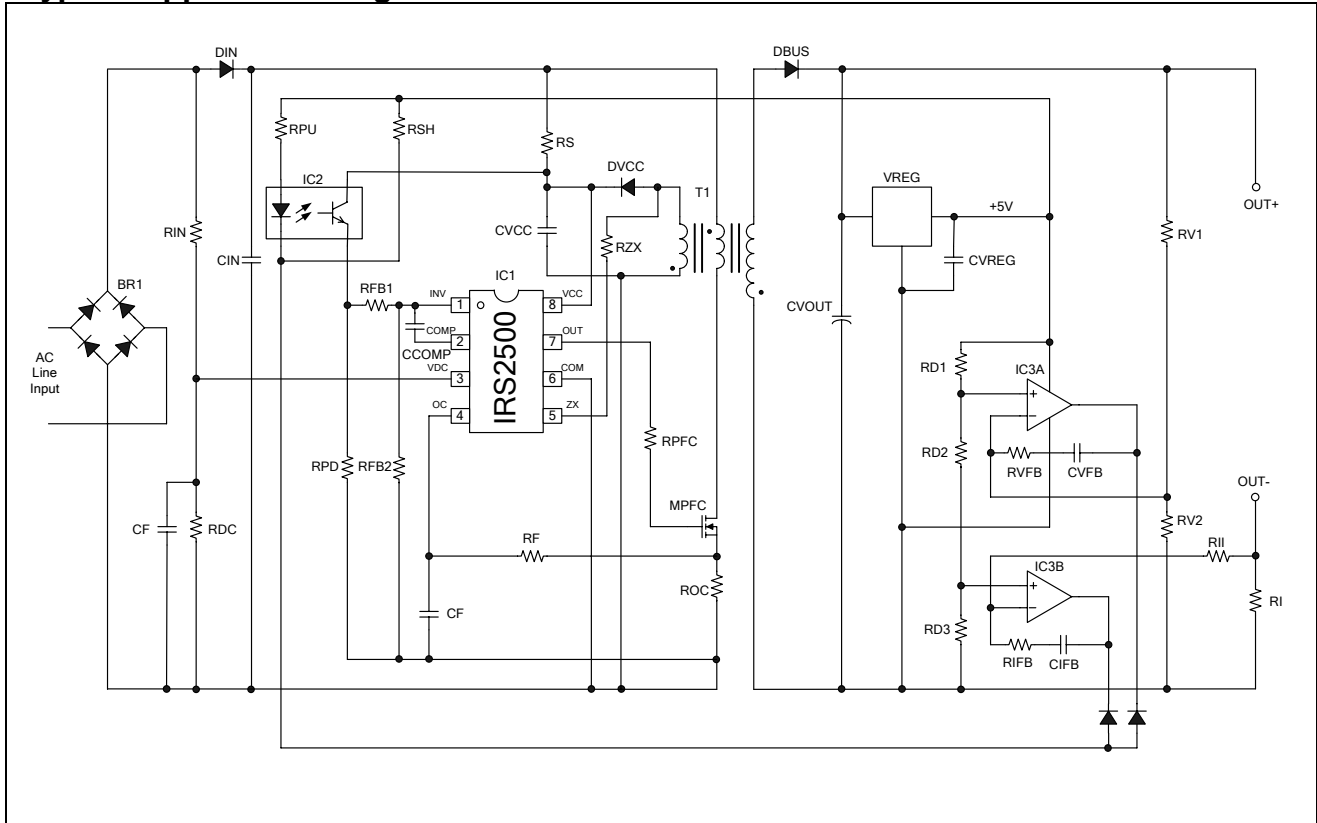 DIN
DBUS
RPU
RSH
RS
DVCC
T1
IC2
VREG
+5V
OUT+
RIN
CVCC
RZX
RV1
CIN
CVREG
BR1
RFB1
IC1
INV
1
8
VCC
CVOUT
COMP
2
7
OUT
CCOMP
AC
Line
Input
VDC
3
6
COM
RD1
IC3A
+
−
OC
4
5
ZX
IRS2500
RPFC
RPD
RFB2
RD2
RVFB
CVFB
OUT-
MPFC
CF
RDC
RV2
RF
RII
IC3B
+
−
ROC
RI
CF
RD3
RIFB
CIFB